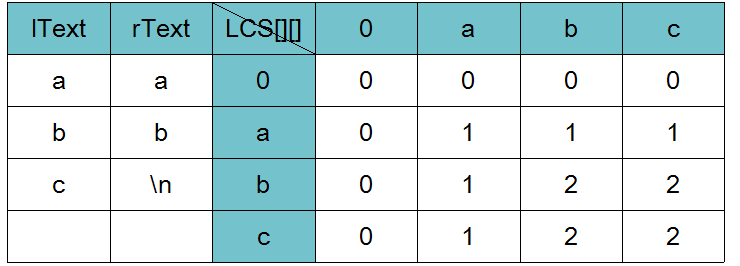 lText rText LCS[][] 0 a b c
a a 0 0 0 0 0
b b a 0 1 1 1
c \n b 0 1 2 2
c 0 1 2 2